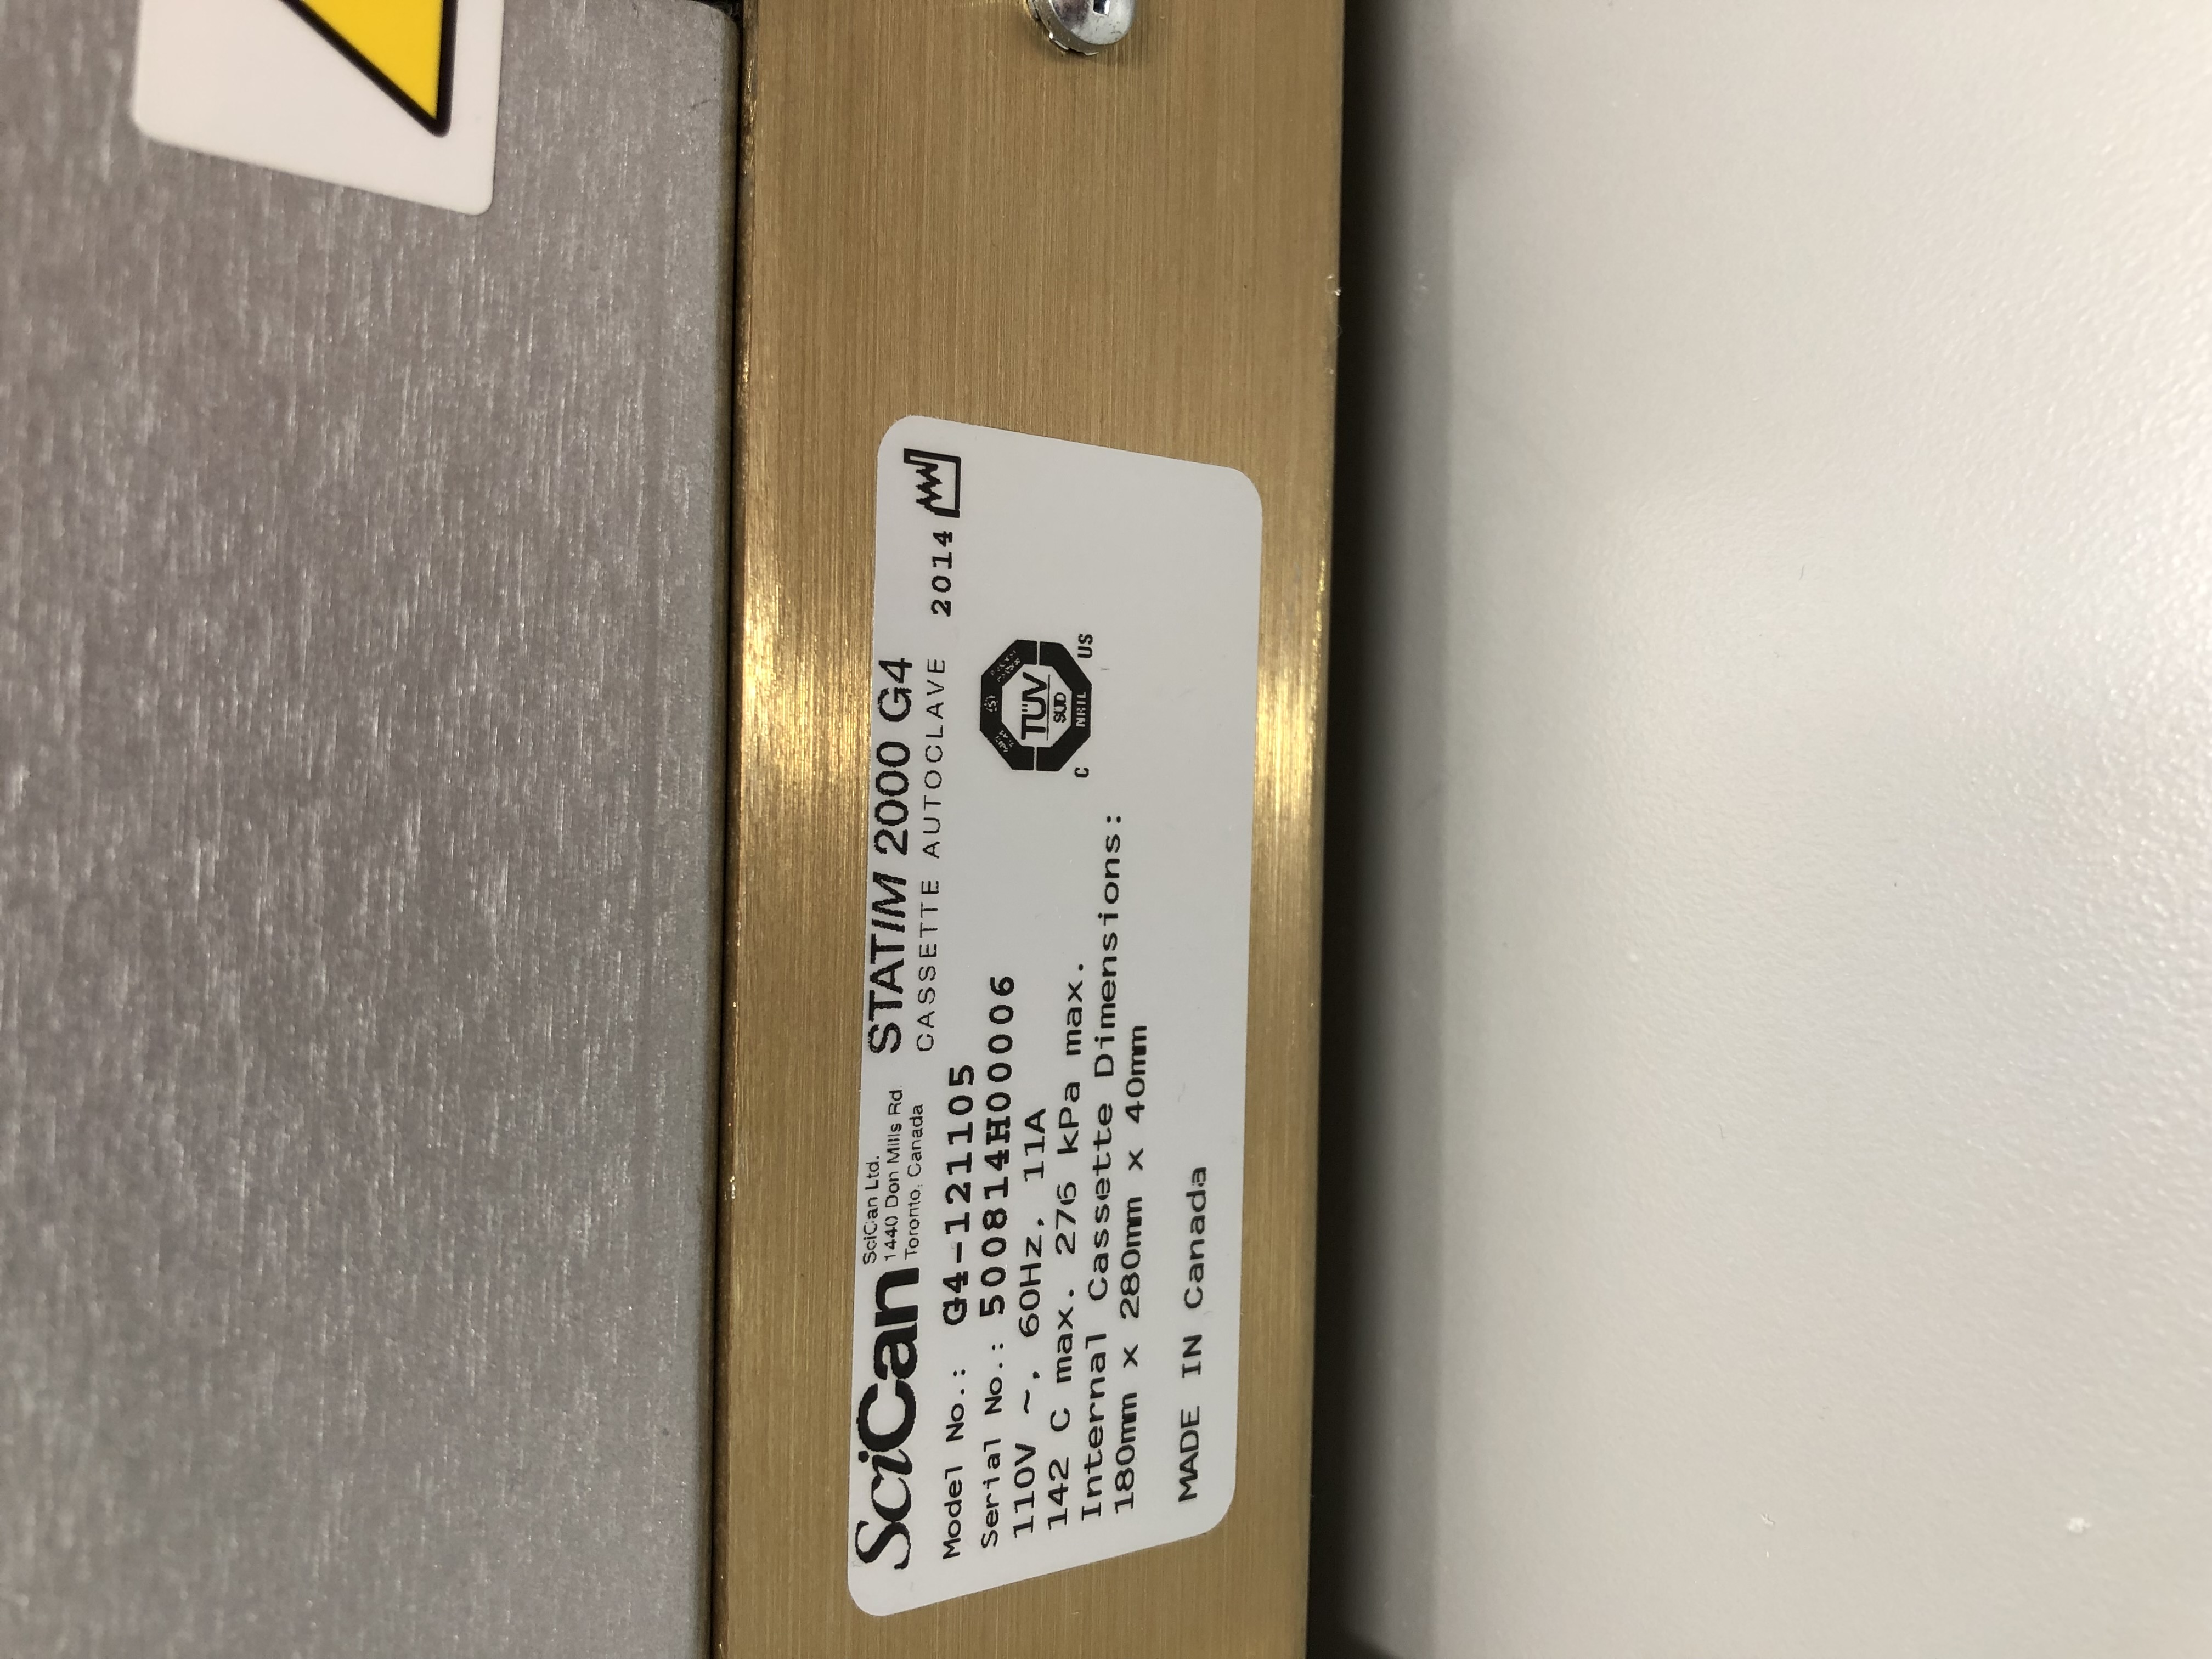 SciCan
SciCan Ltd.
1440 Don Mills Rd
Toronto, Canada
STATIM 2000 G4
CASSETTE AUTOCLAVE
2014
Model No.: G4-121105
Serial No.: 500814H00006
110V ~, 60Hz, 11A
142 C max. 276 kPa max.
Internal Cassette Dimensions:
180mm x 280mm x 40mm
MADE IN Canada
TÜV
SÜD
NRTL
C US